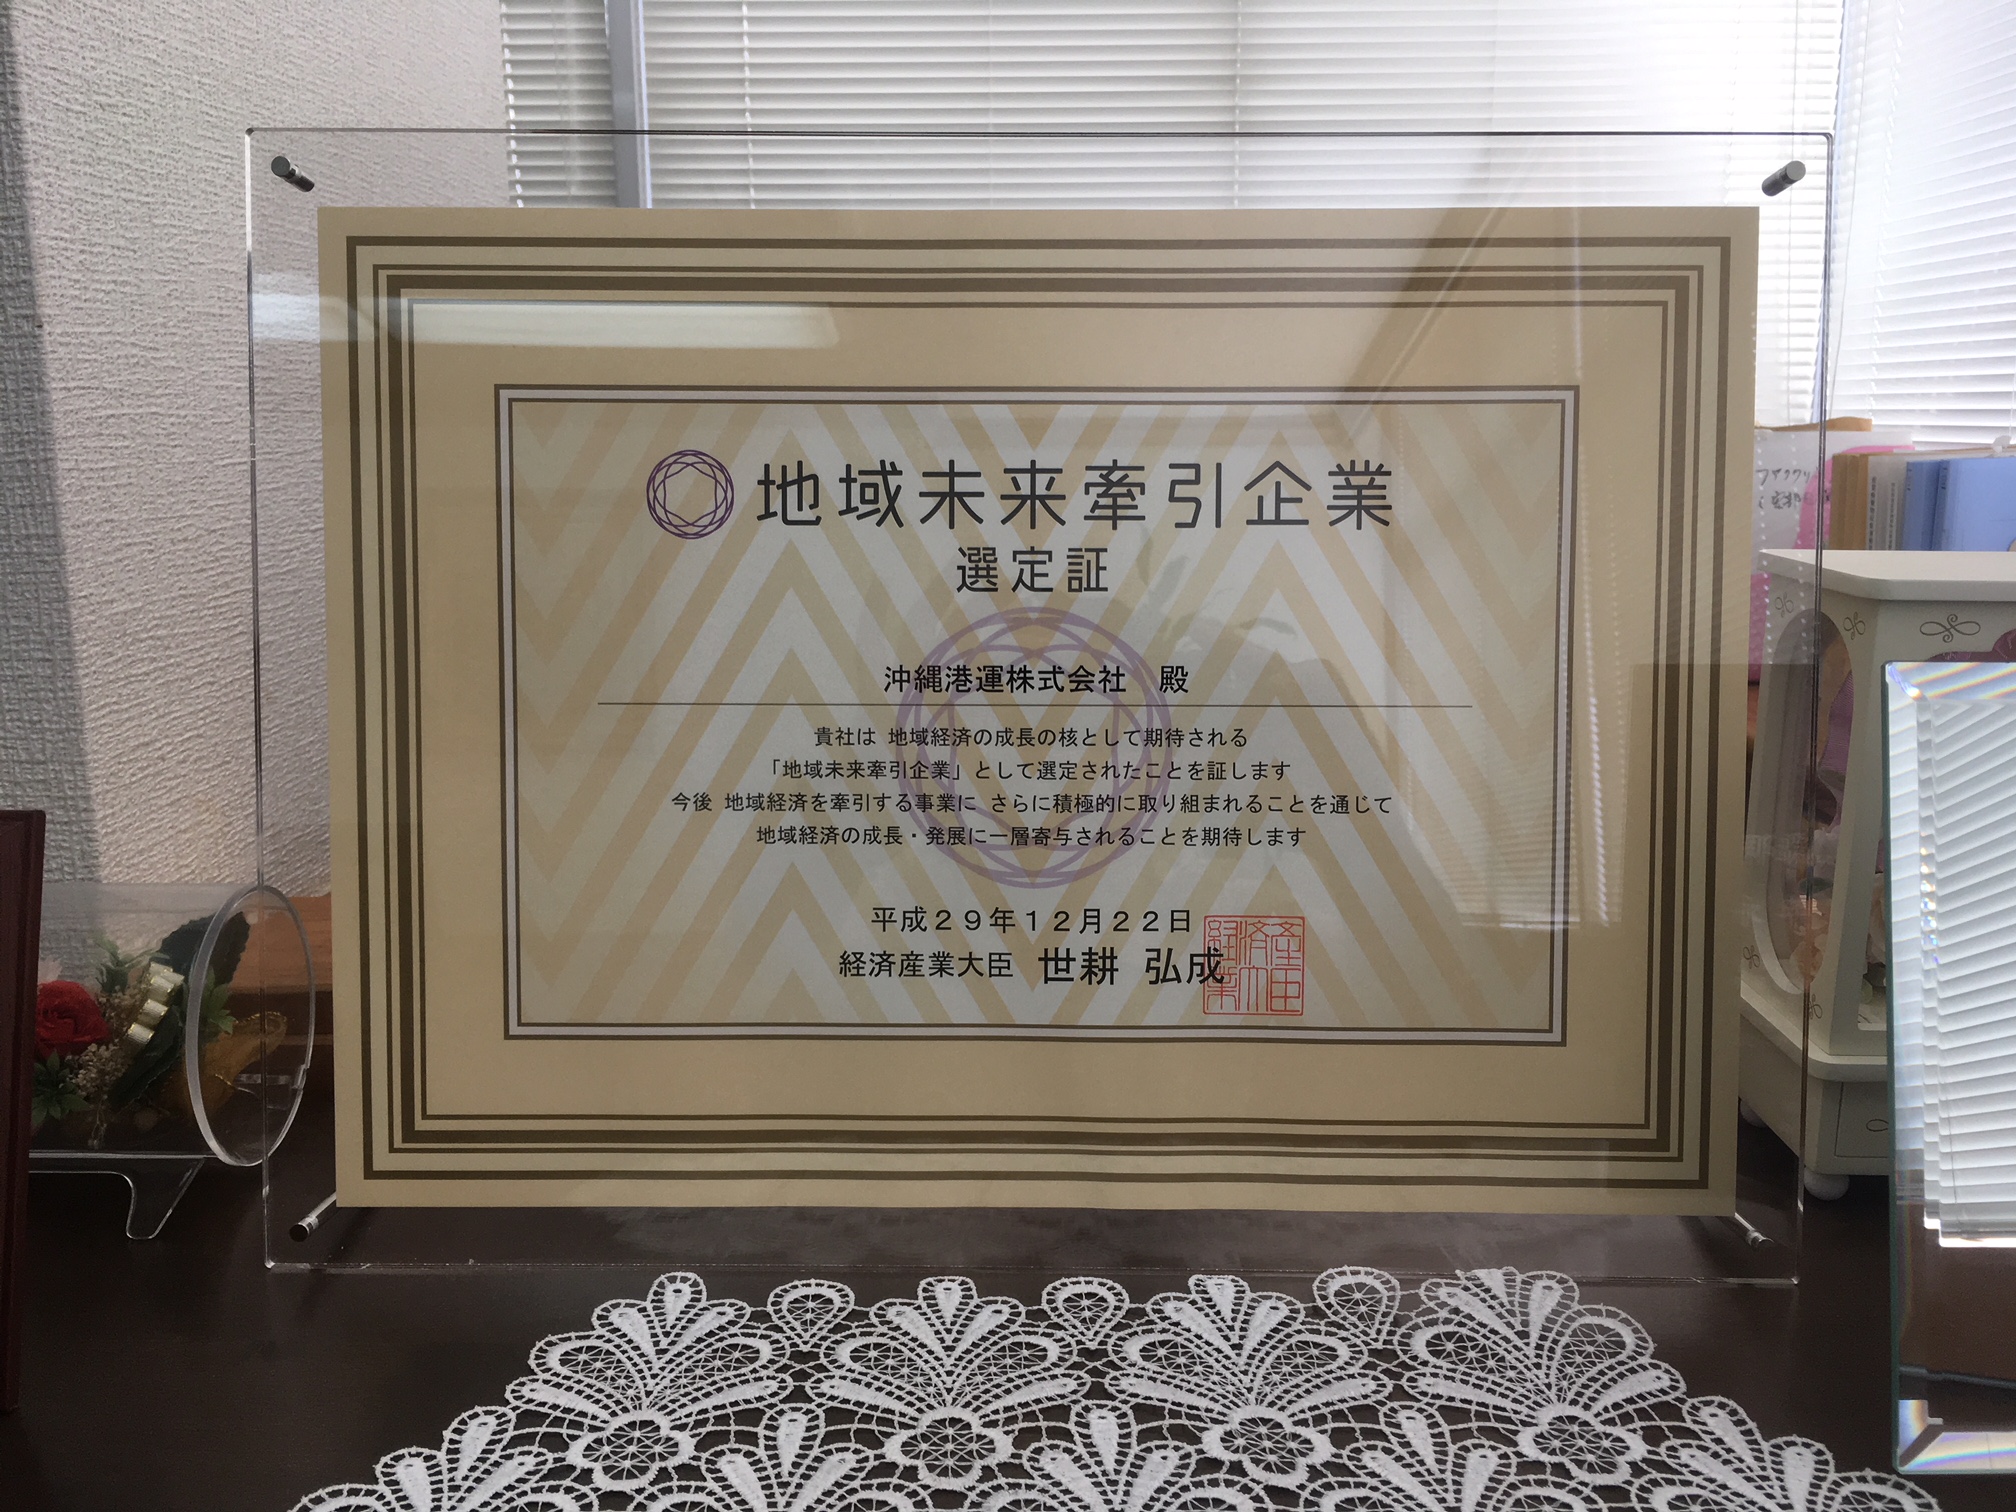 地域未来牽引企業
選定証
沖縄港運株式会社　殿
貴社は 地域経済の成長の核として期待される
「地域未来牽引企業」として選定されたことを証します
今後 地域経済を牽引する事業に さらに積極的に取り組まれることを通じて
地域経済の成長・発展に一層寄与されることを期待します
平成２９年１２月２２日
経済産業大臣 世耕 弘成